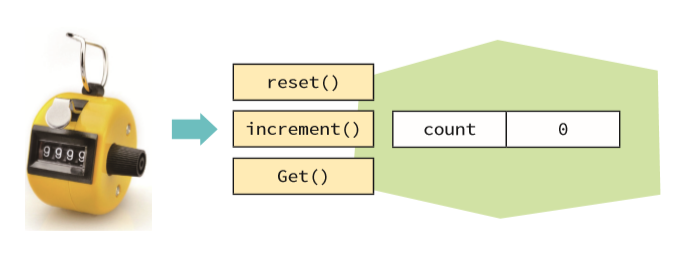 9999
reset()
increment()
count 0
Get()